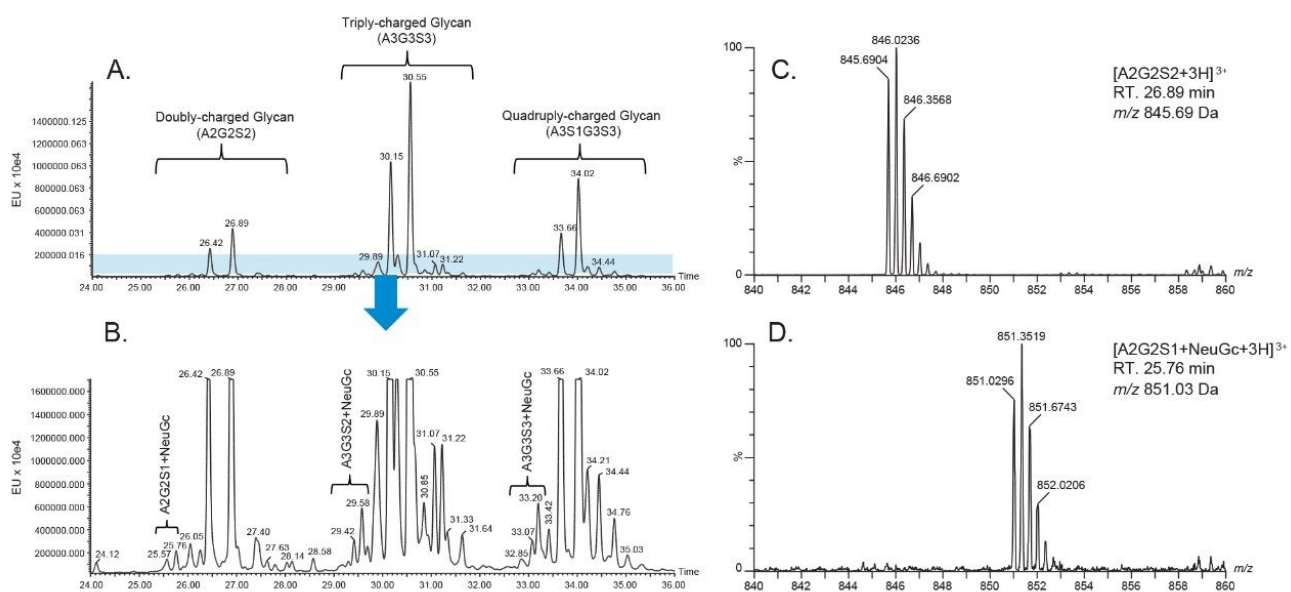 A.
Triply-charged Glycan
(A3G3S3)
Doubly-charged Glycan
(A2G2S2)
Quadruply-charged Glycan
(A3S1G3S3)
EU x 10e4
1400000.125
1200000.063
1000000.063
800000.063
600000.063
400000.031
200000.016
26.42
26.89
29.89
30.15
30.55
31.07
31.22
33.66
34.02
34.44
Time
24.00 25.00 26.00 27.00 28.00 29.00 30.00 31.00 32.00 33.00 34.00 35.00 36.00
B.
EU x 10e4
1600000.000
1400000.000
1200000.000
1000000.000
800000.000
600000.000
400000.000
200000.000
A2G2S1+NeuGc
A3G3S2+NeuGc
A3G3S3+NeuGc
24.12
25.57
25.76
26.05
26.42
26.89
27.40
27.63
28.14
28.58
29.42
29.58
29.89
30.15
30.55
30.85
31.07
31.22
31.33
31.64
32.85
33.07
33.20
33.42
33.66
34.02
34.21
34.44
34.76
35.03
Time
24.00 25.00 26.00 27.00 28.00 29.00 30.00 31.00 32.00 33.00 34.00 35.00 36.00
C.
100
%
0
846.0236
845.6904
846.3568
846.6902
[A2G2S2+3H]3+
RT. 26.89 min
m/z 845.69 Da
840 842 844 846 848 850 852 854 856 858 860
m/z
D.
100
%
0
851.3519
851.0296
851.6743
852.0206
[A2G2S1+NeuGc+3H]3+
RT. 25.76 min
m/z 851.03 Da
840 842 844 846 848 850 852 854 856 858 860
m/z